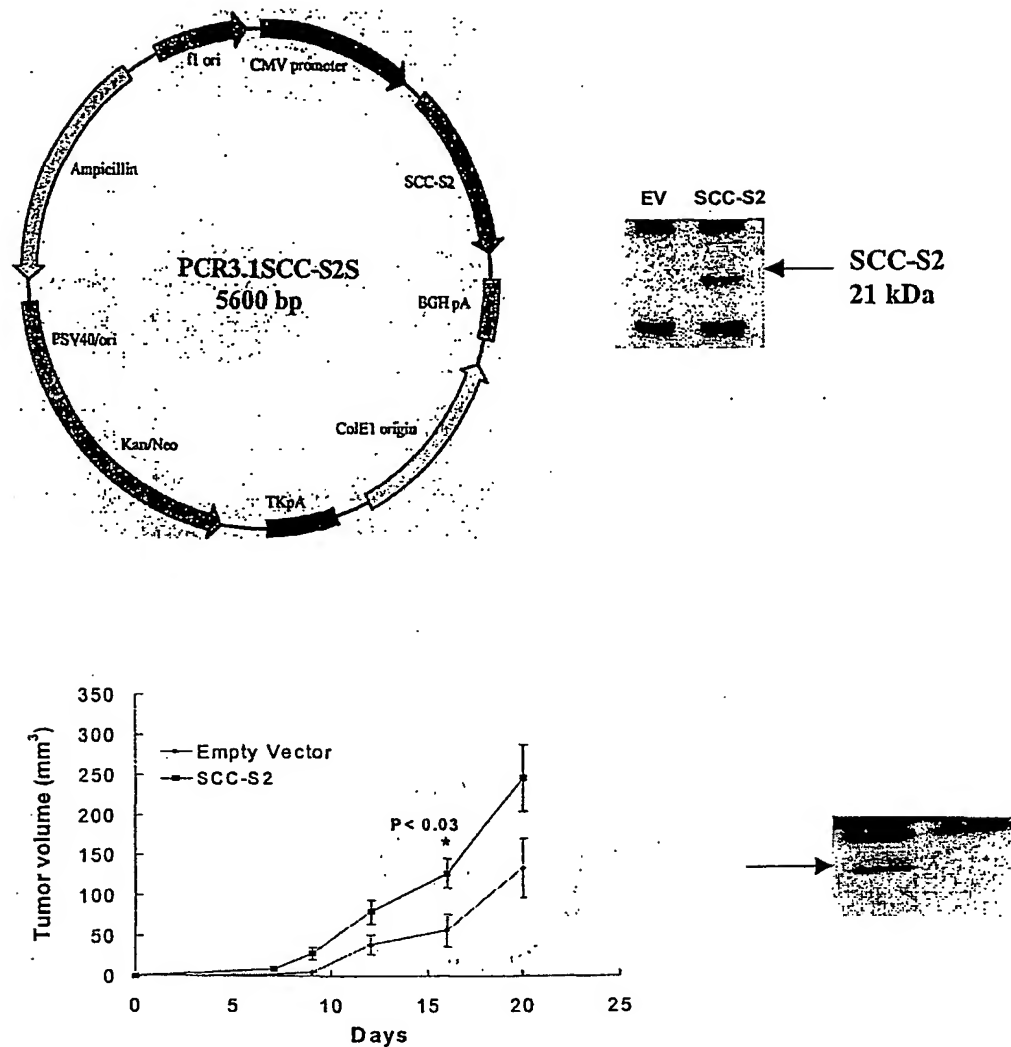 f1 ori
CMV promoter
Ampicillin
SCC-S2
PCR3.1SCC-S2S
5600 bp
BGH pA
PSV40/ori
ColE1 origin
Kan/Neo
TKpA
EV SCC-S2
SCC-S2
21 kDa
350
300
250
200
150
100
50
0
Tumor volume (mm³)
Empty Vector
SCC-S2
P< 0.03
*
0 5 10 15 20 25
Days